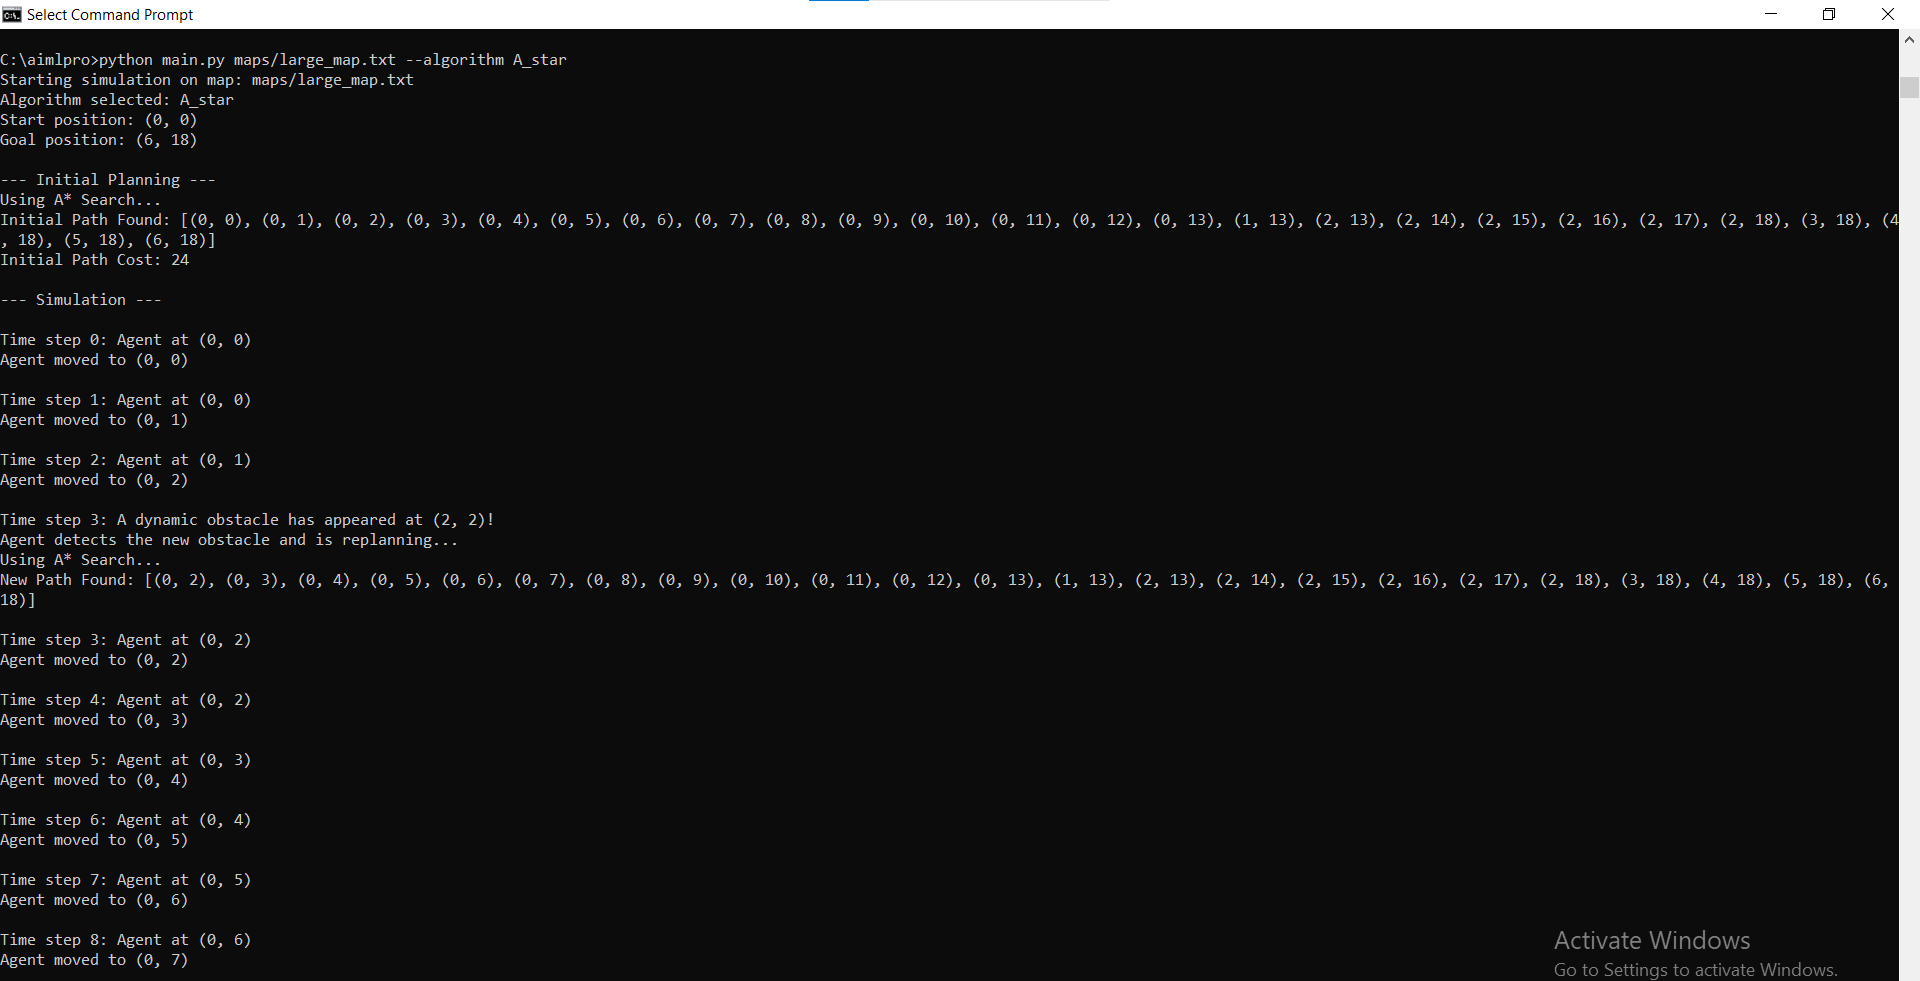 Select Command Prompt
C:\aimlpro>python main.py maps/large_map.txt --algorithm A_star
Starting simulation on map: maps/large_map.txt
Algorithm selected: A_star
Start position: (0, 0)
Goal position: (6, 18)
--- Initial Planning ---
Using A* Search...
Initial Path Found: [(0, 0), (0, 1), (0, 2), (0, 3), (0, 4), (0, 5), (0, 6), (0, 7), (0, 8), (0, 9), (0, 10), (0, 11), (0, 12), (0, 13), (1, 13), (2, 13), (2, 14), (2, 15), (2, 16), (2, 17), (2, 18), (3, 18), (4
, 18), (5, 18), (6, 18)]
Initial Path Cost: 24
--- Simulation ---
Time step 0: Agent at (0, 0)
Agent moved to (0, 0)
Time step 1: Agent at (0, 0)
Agent moved to (0, 1)
Time step 2: Agent at (0, 1)
Agent moved to (0, 2)
Time step 3: A dynamic obstacle has appeared at (2, 2)!
Agent detects the new obstacle and is replanning...
Using A* Search...
New Path Found: [(0, 2), (0, 3), (0, 4), (0, 5), (0, 6), (0, 7), (0, 8), (0, 9), (0, 10), (0, 11), (0, 12), (0, 13), (1, 13), (2, 13), (2, 14), (2, 15), (2, 16), (2, 17), (2, 18), (3, 18), (4, 18), (5, 18), (6,
18)]
Time step 3: Agent at (0, 2)
Agent moved to (0, 2)
Time step 4: Agent at (0, 2)
Agent moved to (0, 3)
Time step 5: Agent at (0, 3)
Agent moved to (0, 4)
Time step 6: Agent at (0, 4)
Agent moved to (0, 5)
Time step 7: Agent at (0, 5)
Agent moved to (0, 6)
Time step 8: Agent at (0, 6)
Agent moved to (0, 7)
Activate Windows
Go to Settings to activate Windows.